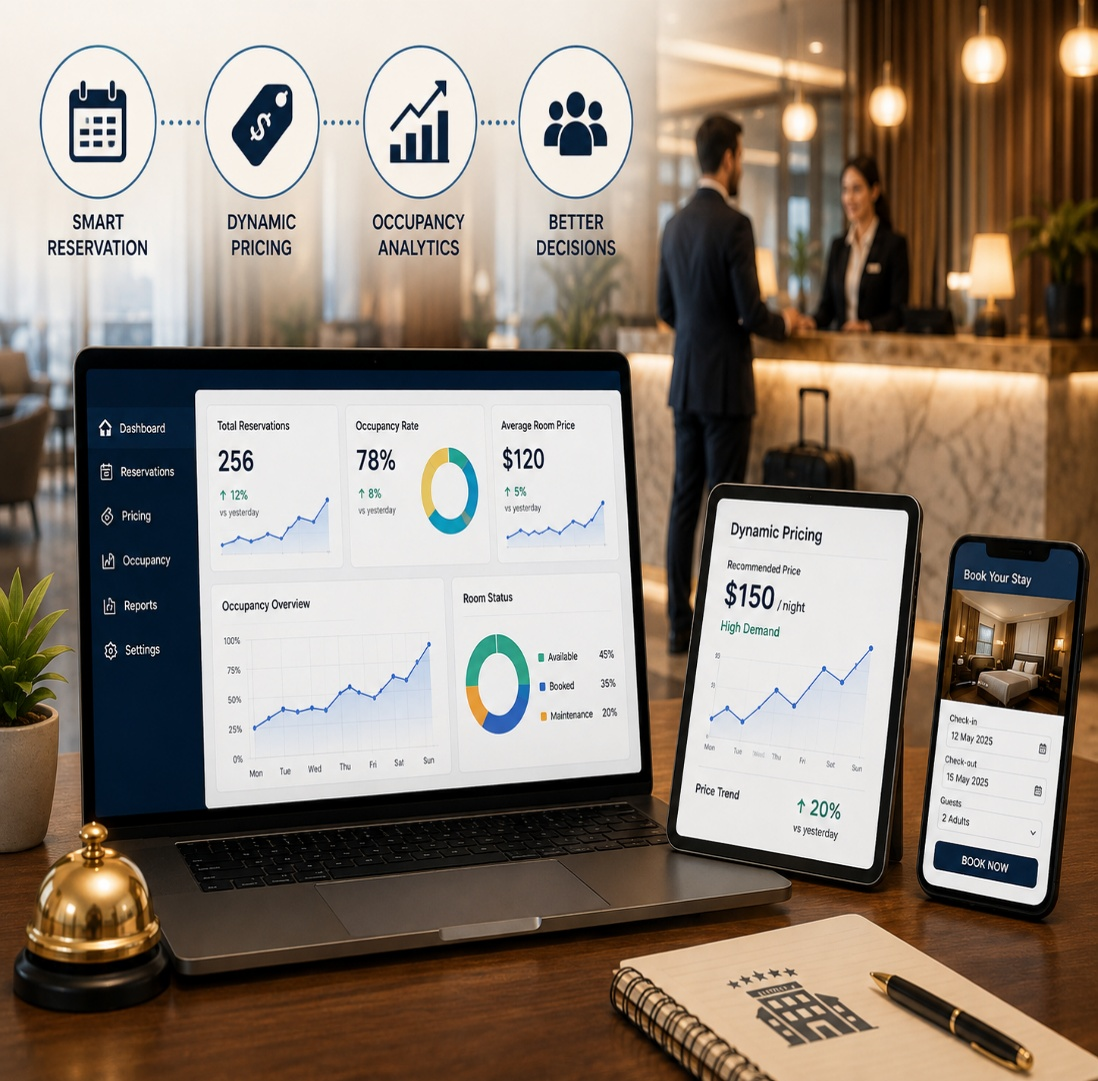 SMART
RESERVATION
DYNAMIC
PRICING
OCCUPANCY
ANALYTICS
BETTER
DECISIONS
Dashboard
Reservations
Pricing
Occupancy
Reports
Settings
Total Reservations
256
↑ 12%
vs yesterday
Occupancy Rate
78%
↑ 8%
vs yesterday
Average Room Price
$120
↑ 5%
vs yesterday
Occupancy Overview
100%
75%
50%
25%
0%
Mon Tue Wed Thu Fri Sat Sun
Room Status
Available 45%
Booked 35%
Maintenance 20%
Dynamic Pricing
Recommended Price
$150 / night
High Demand
Mon Tue Wed Thu Fri Sat Sun
Price Trend
↑ 20%
vs yesterday
Book Your Stay
Check-in
12 May 2025
Check-out
15 May 2025
Guests
2 Adults
BOOK NOW